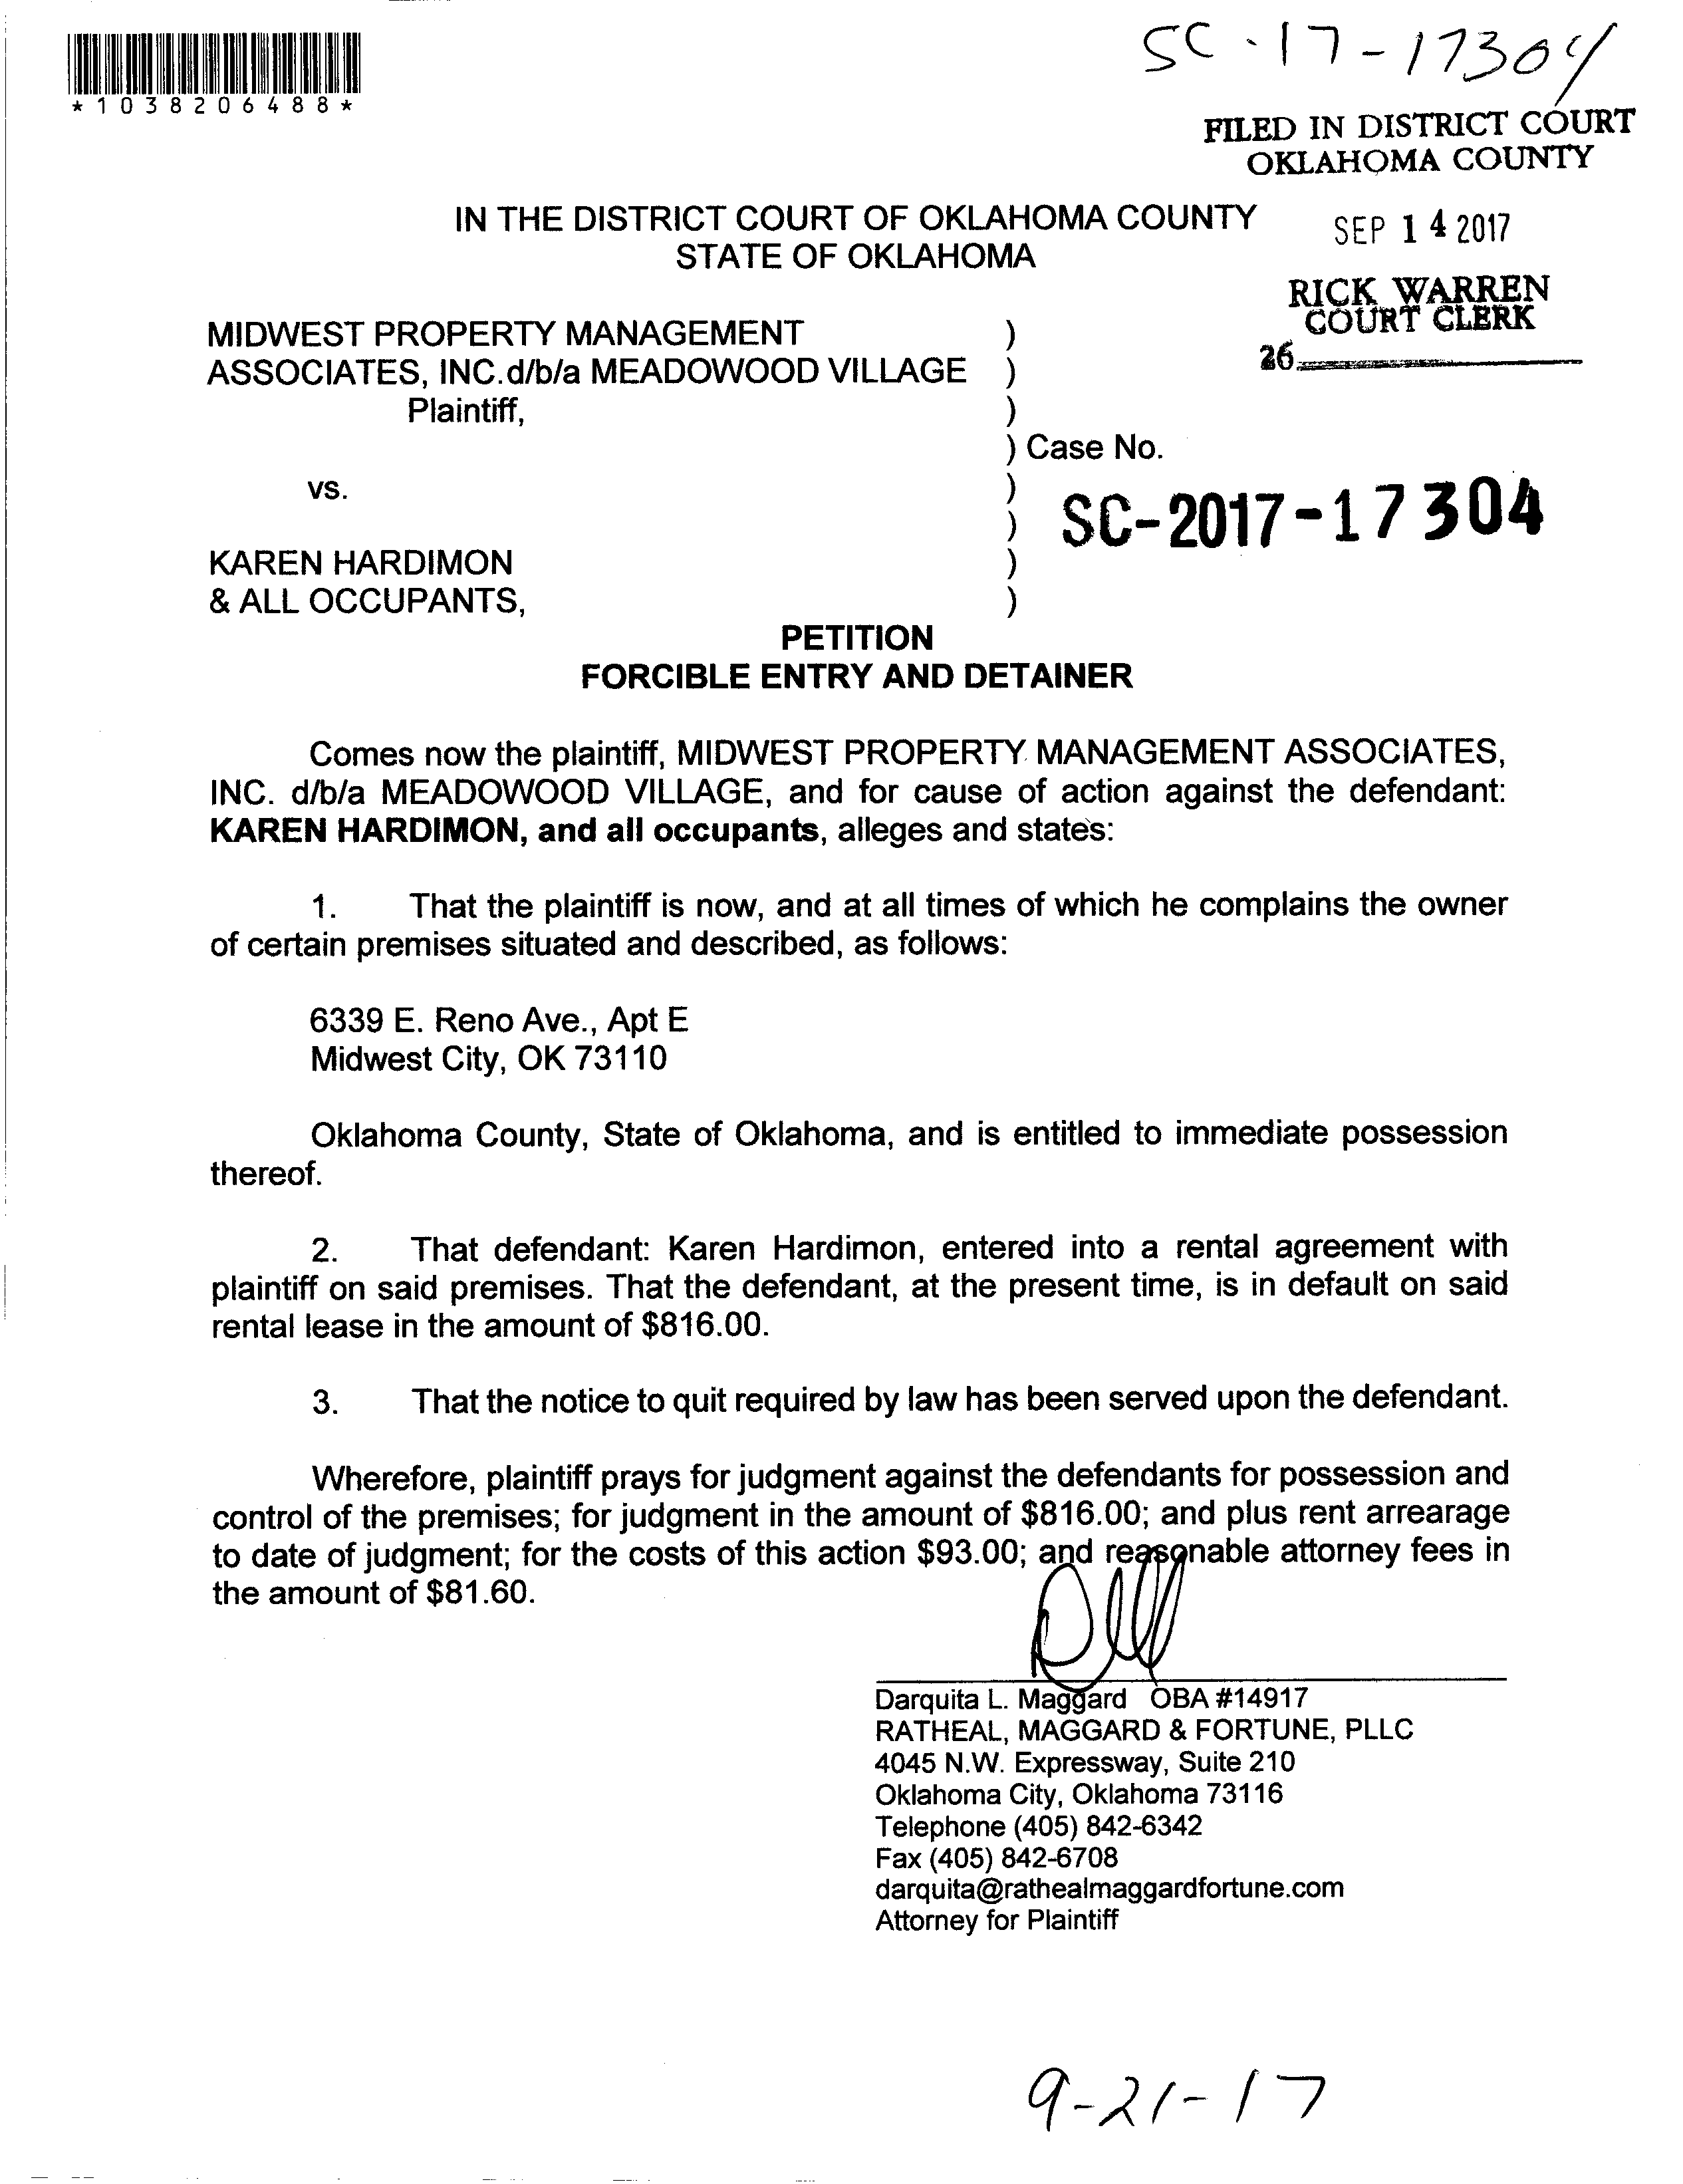 *1038206488*
SC-17-17304
FILED IN DISTRICT COURT
OKLAHOMA COUNTY
IN THE DISTRICT COURT OF OKLAHOMA COUNTY
STATE OF OKLAHOMA
SEP 14 2017
RICK WARREN
COURT CLERK
26
MIDWEST PROPERTY MANAGEMENT )
ASSOCIATES, INC.d/b/a MEADOWOOD VILLAGE )
Plaintiff, )
) Case No.
vs. )
) SC-2017-17304
KAREN HARDIMON )
& ALL OCCUPANTS, )
PETITION
FORCIBLE ENTRY AND DETAINER
Comes now the plaintiff, MIDWEST PROPERTY MANAGEMENT ASSOCIATES,
INC. d/b/a MEADOWOOD VILLAGE, and for cause of action against the defendant:
KAREN HARDIMON, and all occupants, alleges and states:
1. That the plaintiff is now, and at all times of which he complains the owner
of certain premises situated and described, as follows:
6339 E. Reno Ave., Apt E
Midwest City, OK 73110
Oklahoma County, State of Oklahoma, and is entitled to immediate possession
thereof.
2. That defendant: Karen Hardimon, entered into a rental agreement with
plaintiff on said premises. That the defendant, at the present time, is in default on said
rental lease in the amount of $816.00.
3. That the notice to quit required by law has been served upon the defendant.
Wherefore, plaintiff prays for judgment against the defendants for possession and
control of the premises; for judgment in the amount of $816.00; and plus rent arrearage
to date of judgment; for the costs of this action $93.00; and reasonable attorney fees in
the amount of $81.60.
Darquita L. Maggard OBA #14917
RATHEAL, MAGGARD & FORTUNE, PLLC
4045 N.W. Expressway, Suite 210
Oklahoma City, Oklahoma 73116
Telephone (405) 842-6342
Fax (405) 842-6708
darquita@rathealmaggardfortune.com
Attorney for Plaintiff
9-21-17